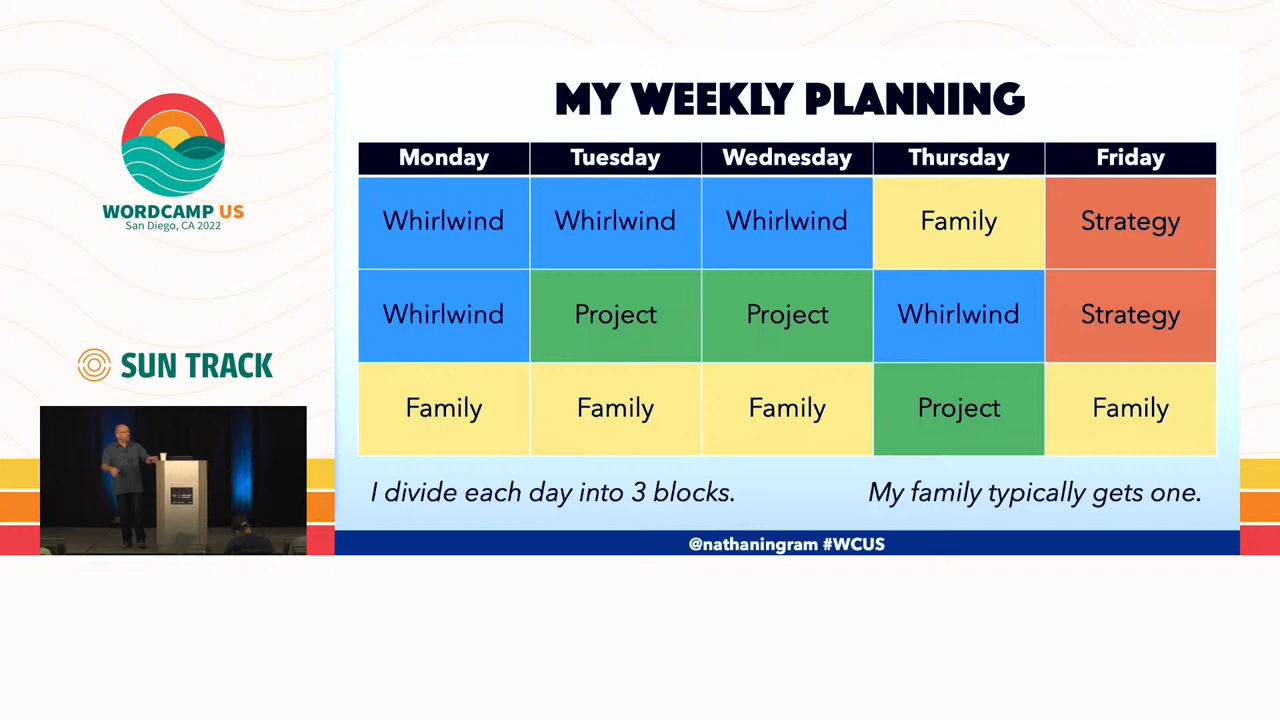 WORDCAMP US
San Diego, CA 2022
SUN TRACK
MY WEEKLY PLANNING
Monday Tuesday Wednesday Thursday Friday
Whirlwind Whirlwind Whirlwind Family Strategy
Whirlwind Project Project Whirlwind Strategy
Family Family Family Project Family
I divide each day into 3 blocks. My family typically gets one.
@nathaningram #WCUS